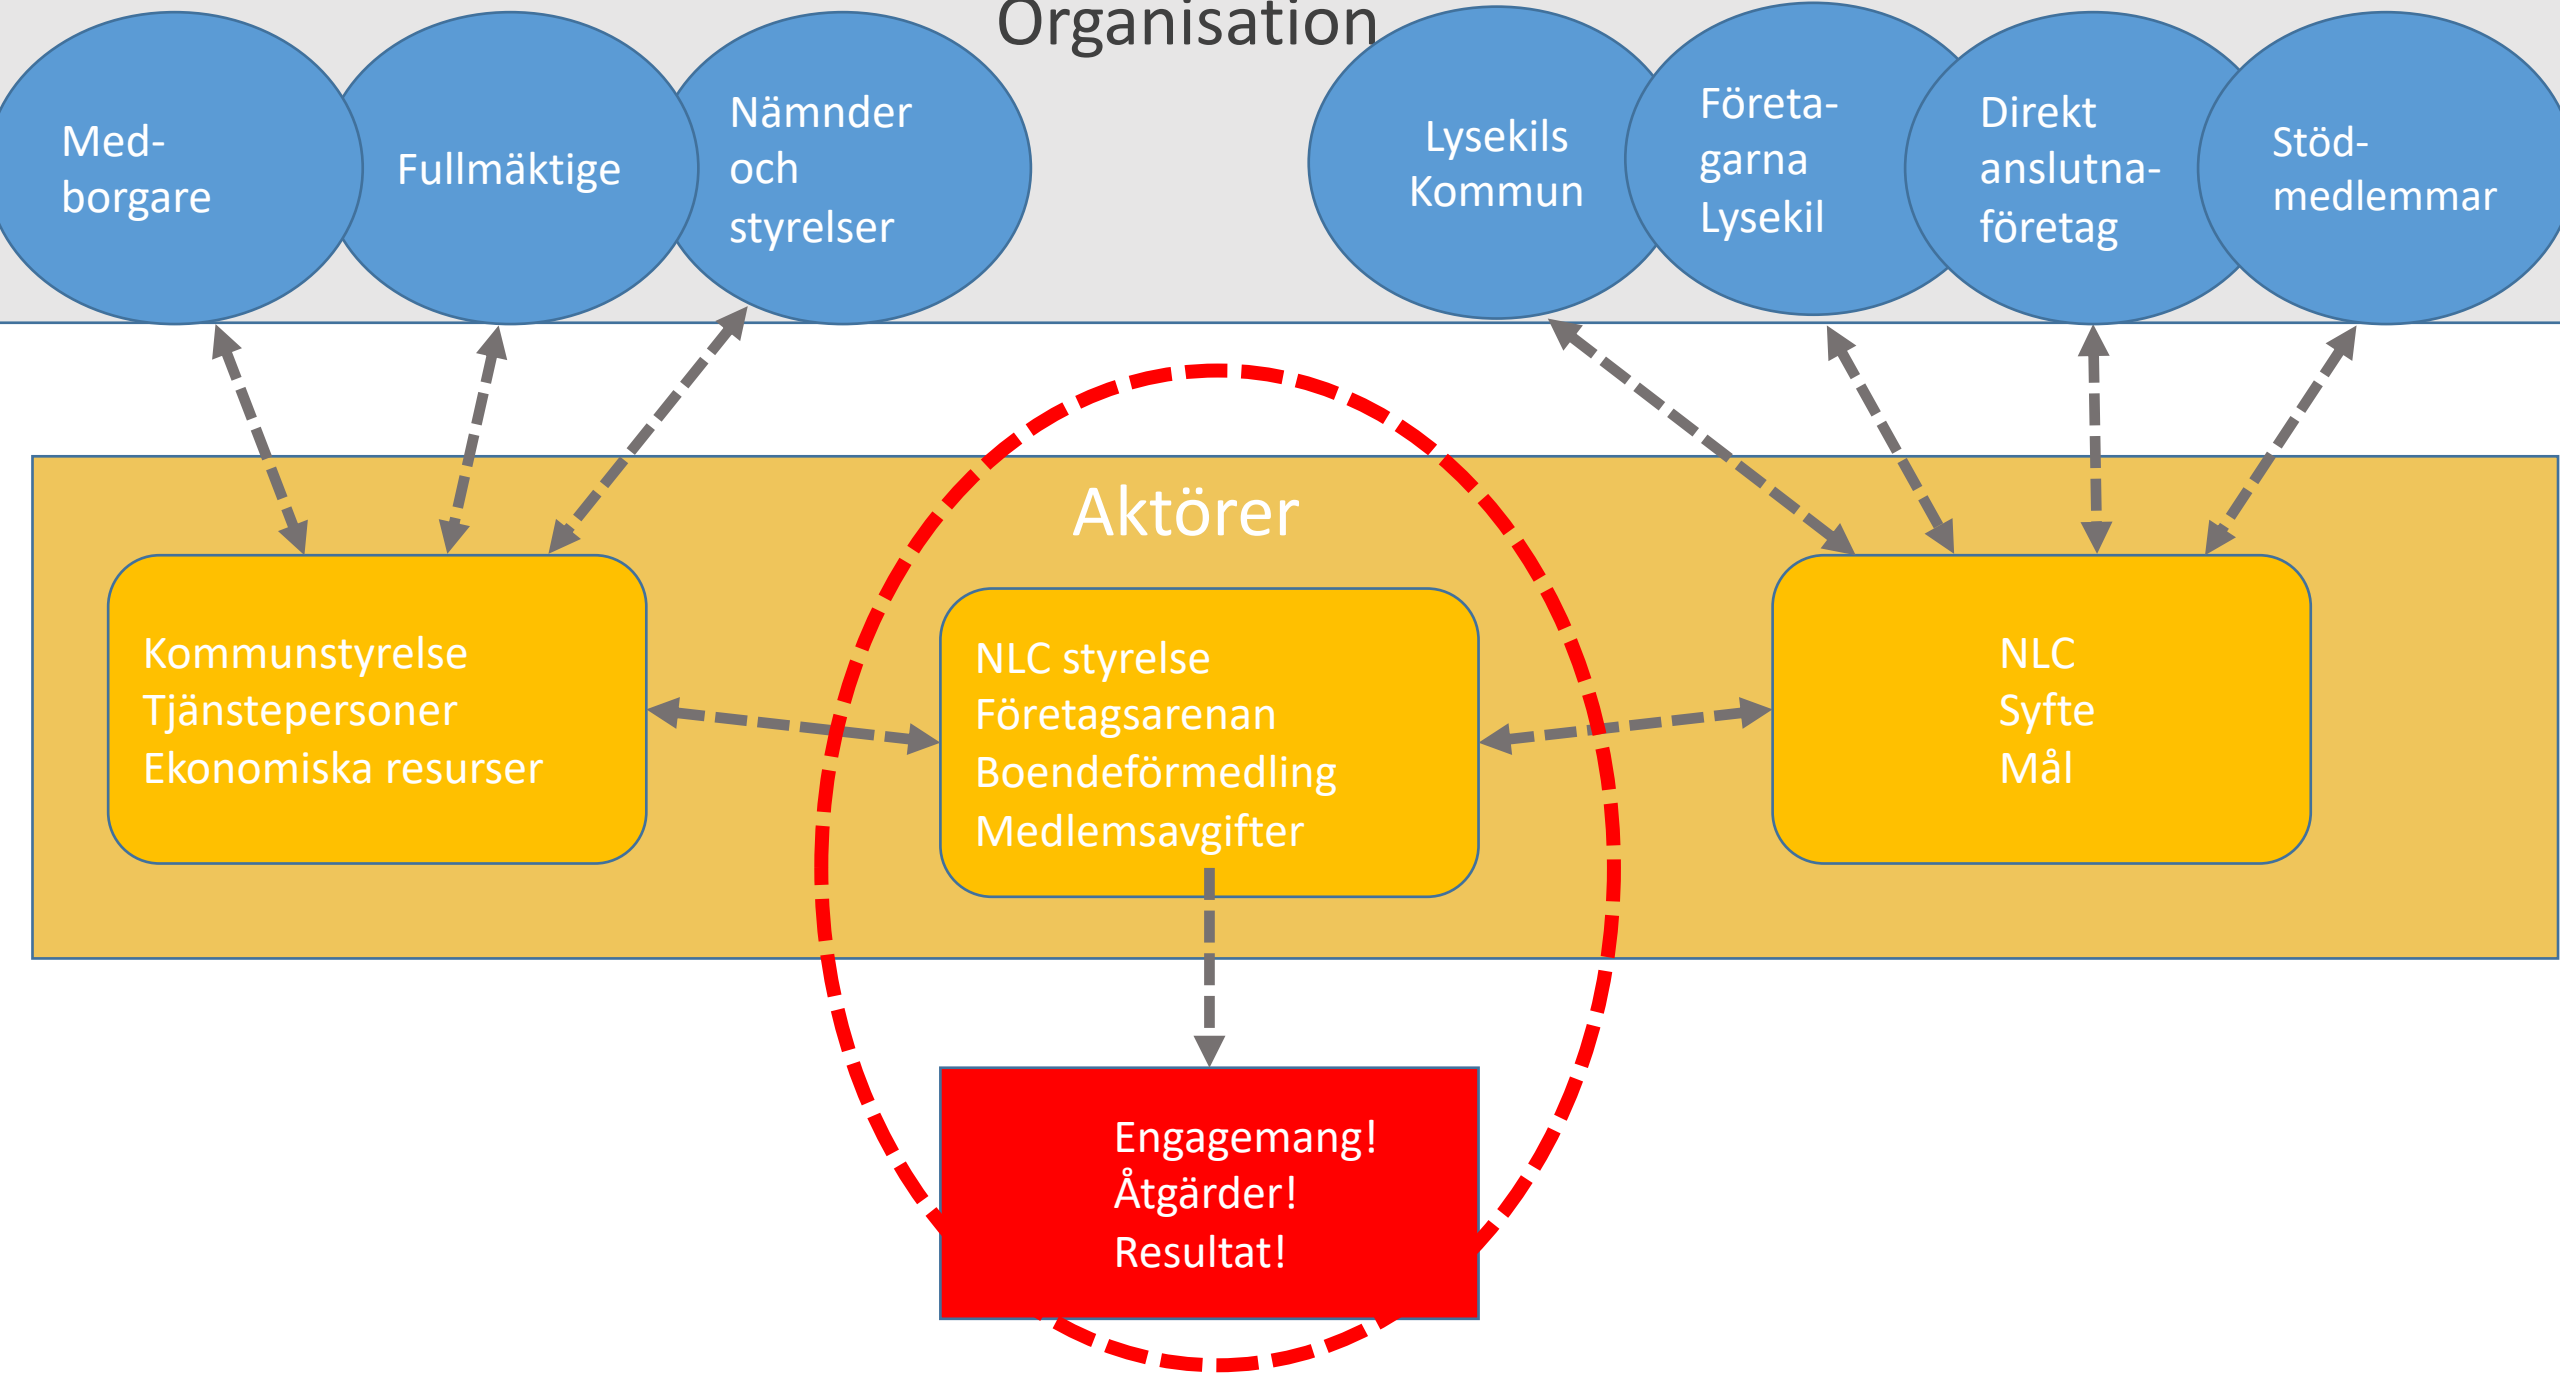 Organisation
Med-
borgare
Fullmäktige
Nämnder
och
styrelser
Lysekils
Kommun
Företa-
garna
Lysekil
Direkt
anslutna-
företag
Stöd-
medlemmar
Aktörer
Kommunstyrelse
Tjänstepersoner
Ekonomiska resurser
NLC styrelse
Företagsarenan
Boendeförmedling
Medlemsavgifter
NLC
Syfte
Mål
Engagemang!
Åtgärder!
Resultat!